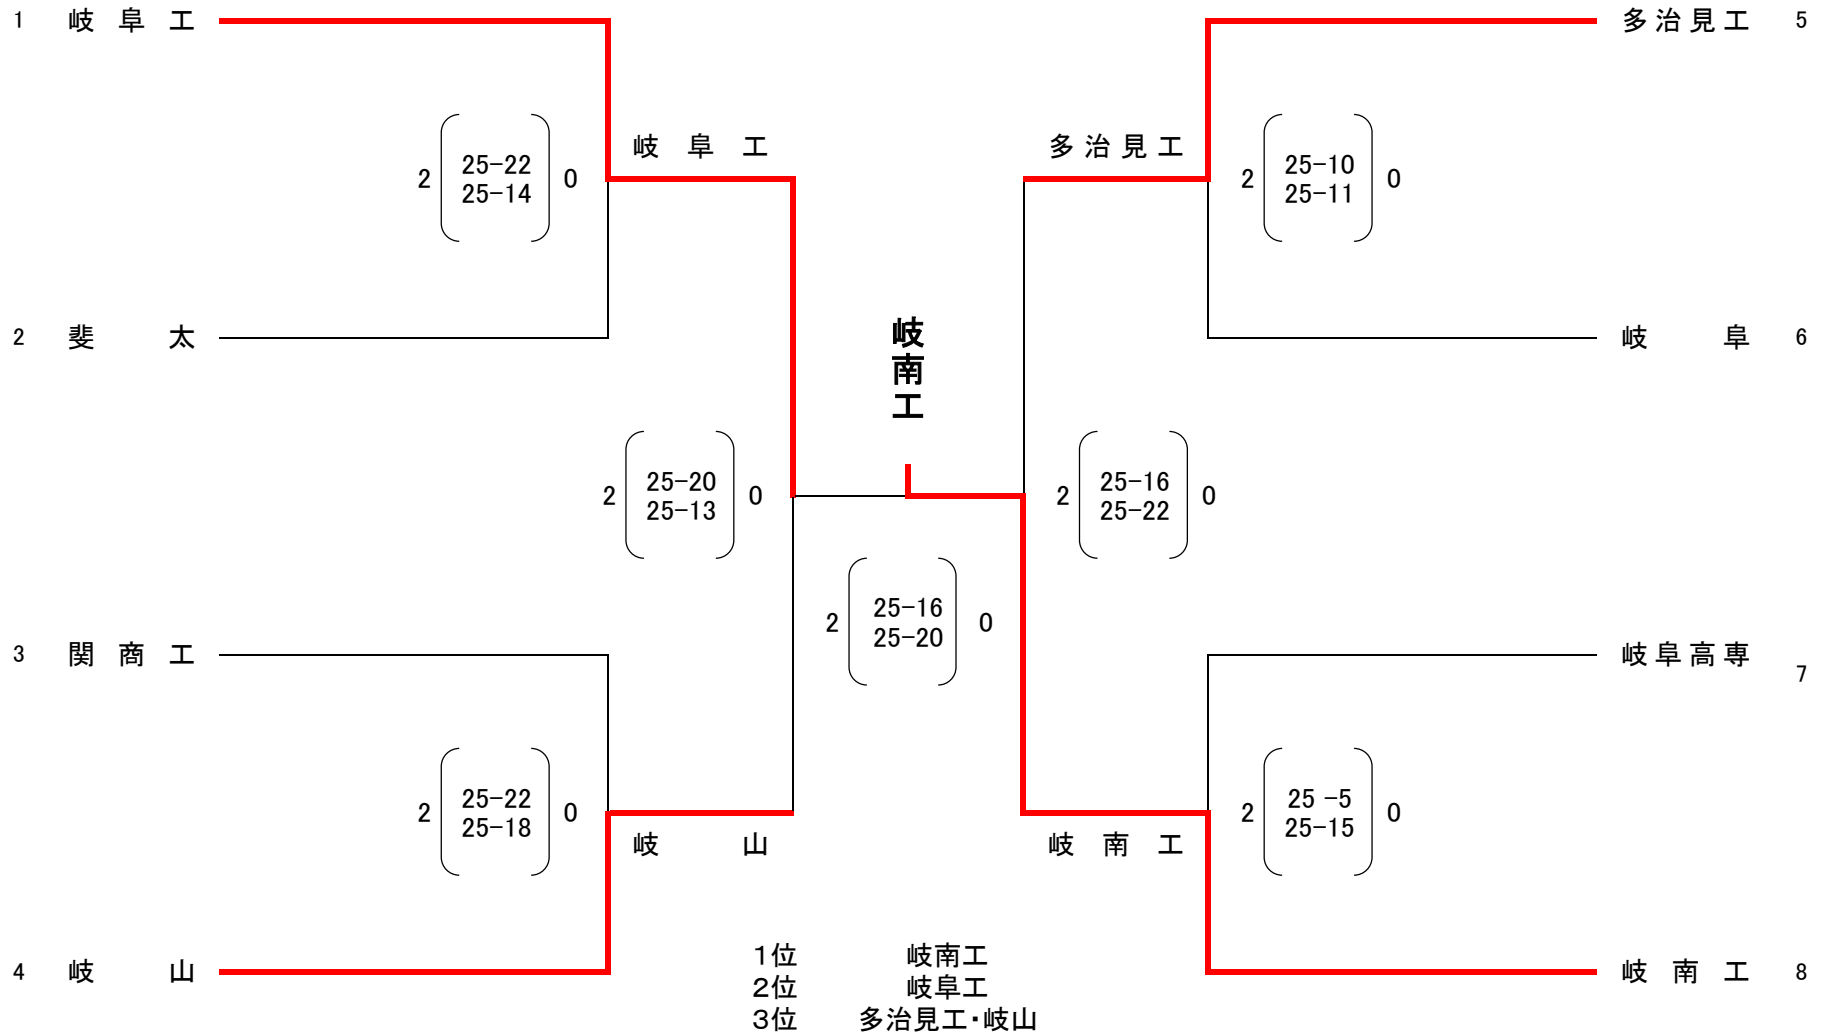 1 岐阜工
多治見工 5
岐阜工
多治見工
2 25-22 0
25-14
2 25-10 0
25-11
2 斐太
岐南工
岐阜 6
2 25-20 0
25-13
2 25-16 0
25-22
2 25-16 0
25-20
3 関商工
岐阜高専 7
2 25-22 0
25-18
2 25 -5 0
25-15
岐山
岐南工
4 岐山
岐南工 8
1位 岐南工
2位 岐阜工
3位 多治見工・岐山